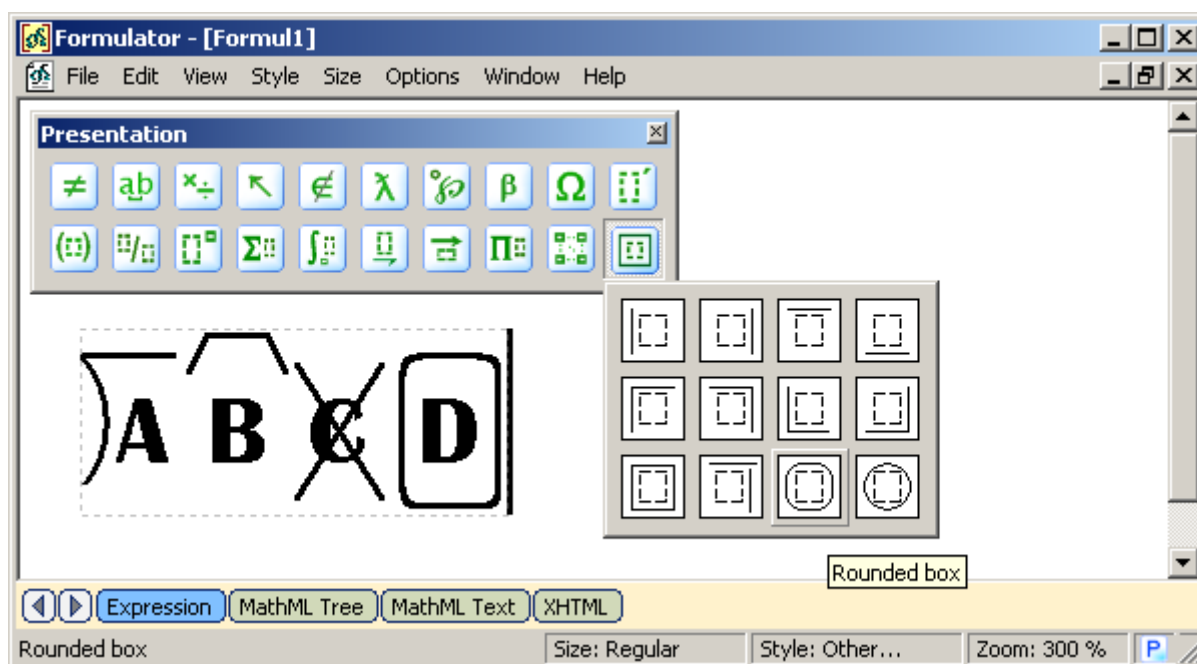 Formulator - [Formul1]
File Edit View Style Size Options Window Help
Presentation
≠ ab ×÷ ↖ ∉ λ °℘ β Ω
Σ ∫ Π
A B C D
Rounded box
Expression MathML Tree MathML Text XHTML
Rounded box Size: Regular Style: Other... Zoom: 300 % P